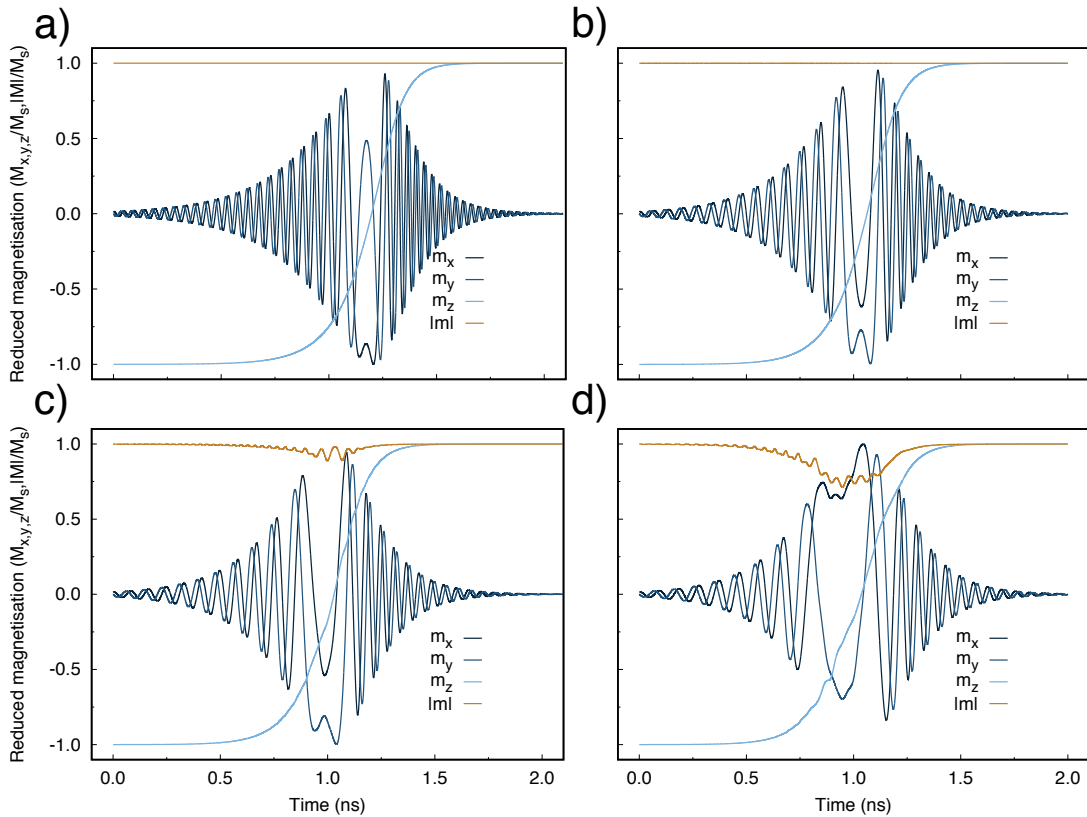 a)
b)
Reduced magnetisation (Mx,y,z/Ms,|M|/Ms)
1.0
0.5
0.0
-0.5
-1.0
mx
my
mz
|m|
mx
my
mz
|m|
c)
d)
Reduced magnetisation (Mx,y,z/Ms,|M|/Ms)
1.0
0.5
0.0
-0.5
-1.0
mx
my
mz
|m|
mx
my
mz
|m|
0.0 0.5 1.0 1.5 2.0
0.0 0.5 1.0 1.5 2.0
Time (ns)
Time (ns)